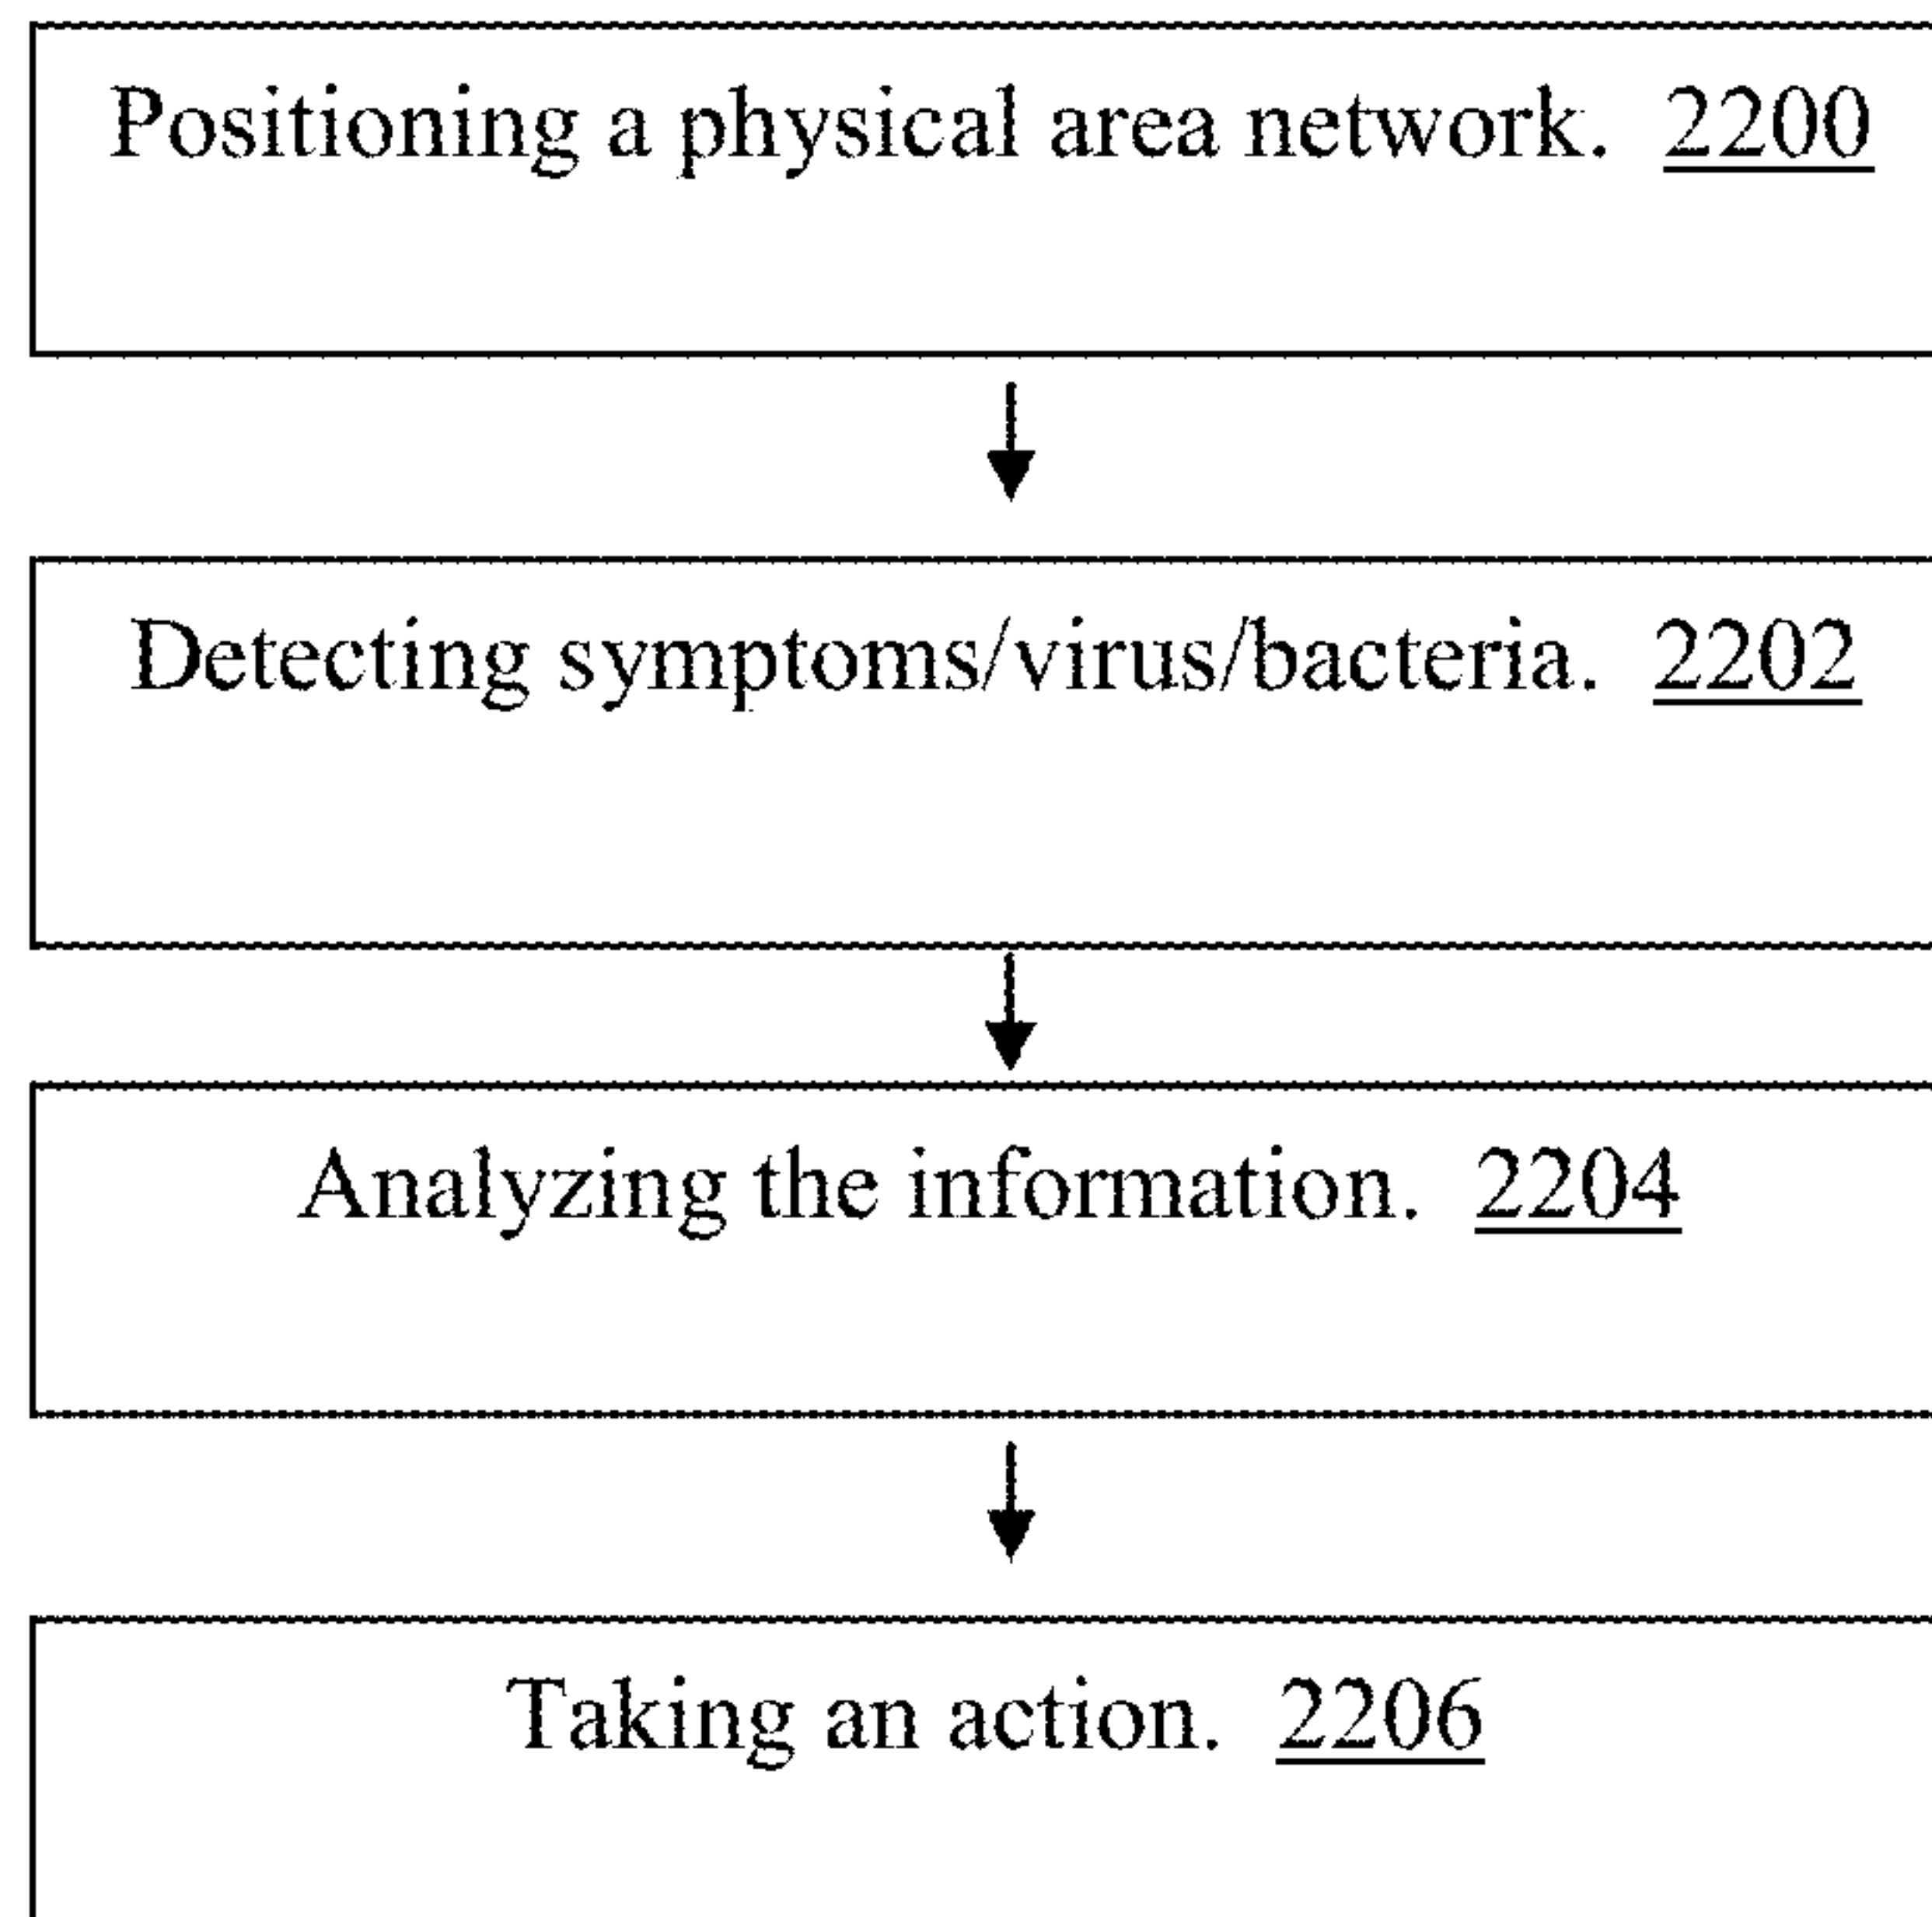 Positioning a physical area network. 2200
Detecting symptoms/virus/bacteria. 2202
Analyzing the information. 2204
Taking an action. 2206